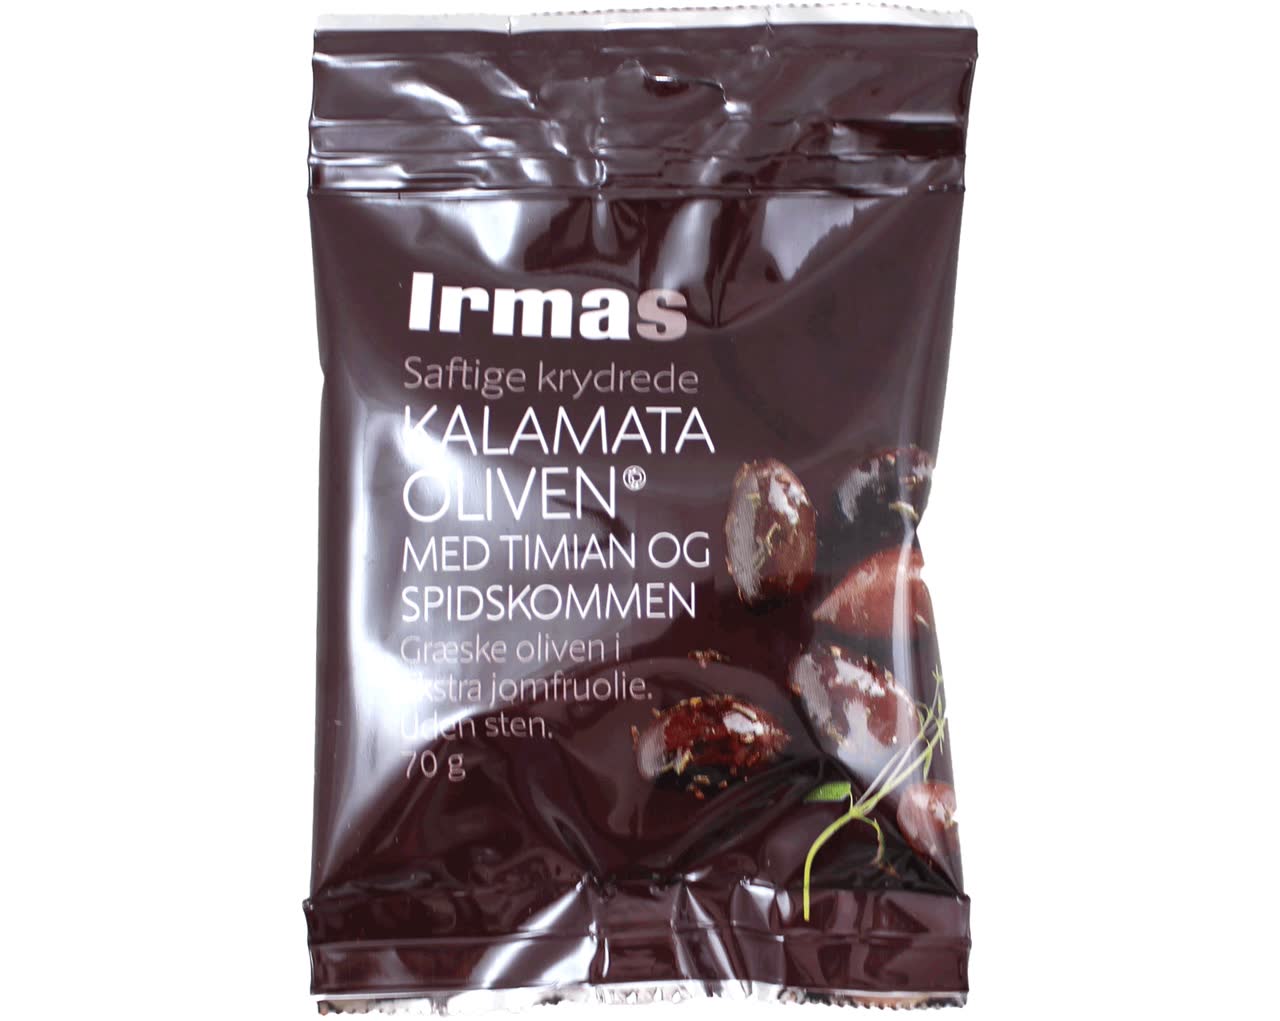 Irmas
Saftige krydrede
KALAMATA
OLIVEN®
MED TIMIAN OG
SPIDSKOMMEN
Græske oliven i
ekstra jomfruolie.
uden sten.
70 g